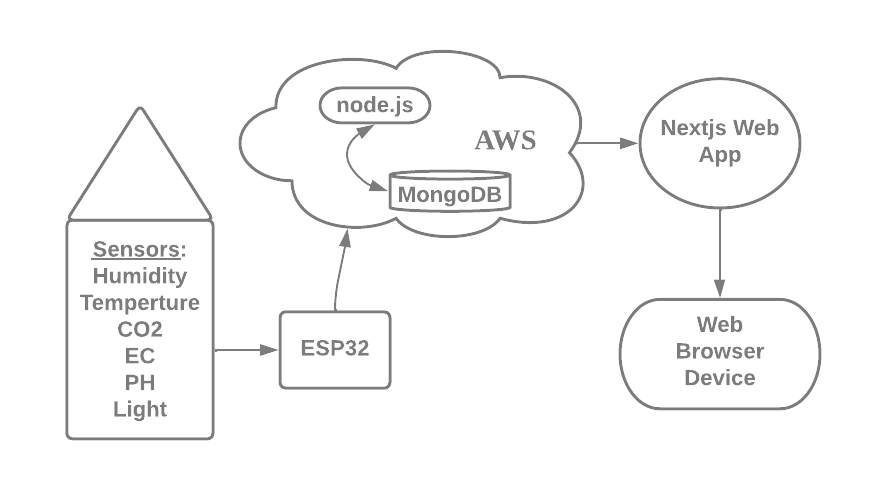 Sensors:
Humidity
Temperture
CO2
EC
PH
Light
ESP32
node.js
AWS
MongoDB
Nextjs Web
App
Web
Browser
Device